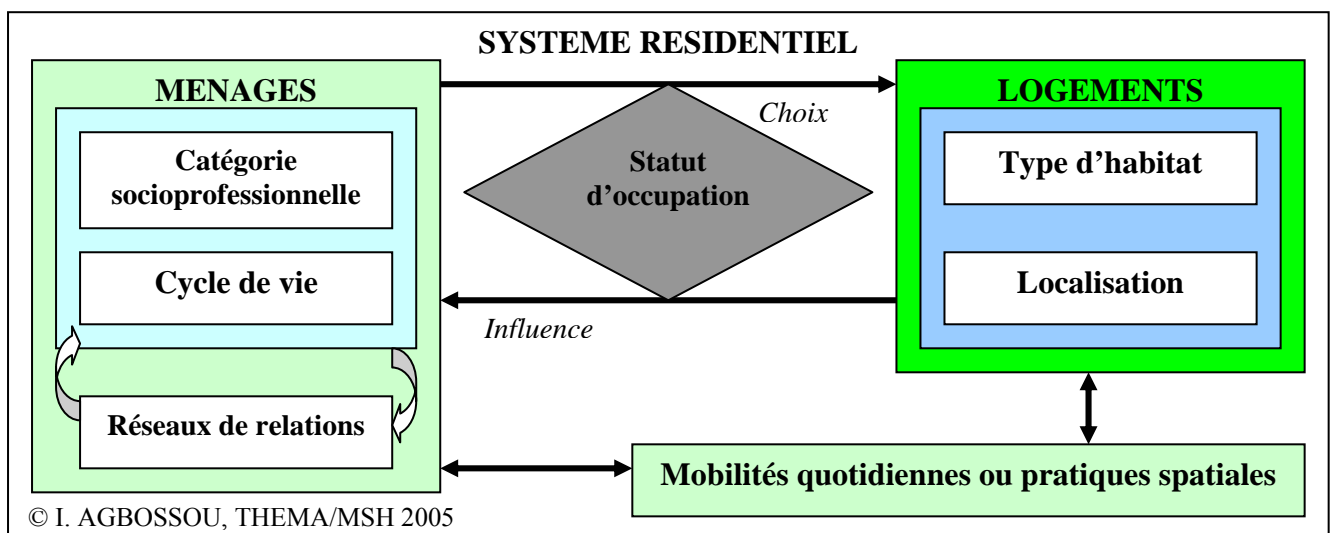 SYSTEME RESIDENTIEL
MENAGES
Catégorie
socioprofessionnelle
Cycle de vie
Réseaux de relations
Choix
Statut
d'occupation
Influence
LOGEMENTS
Type d'habitat
Localisation
Mobilités quotidiennes ou pratiques spatiales
© I. AGBOSSOU, THEMA/MSH 2005